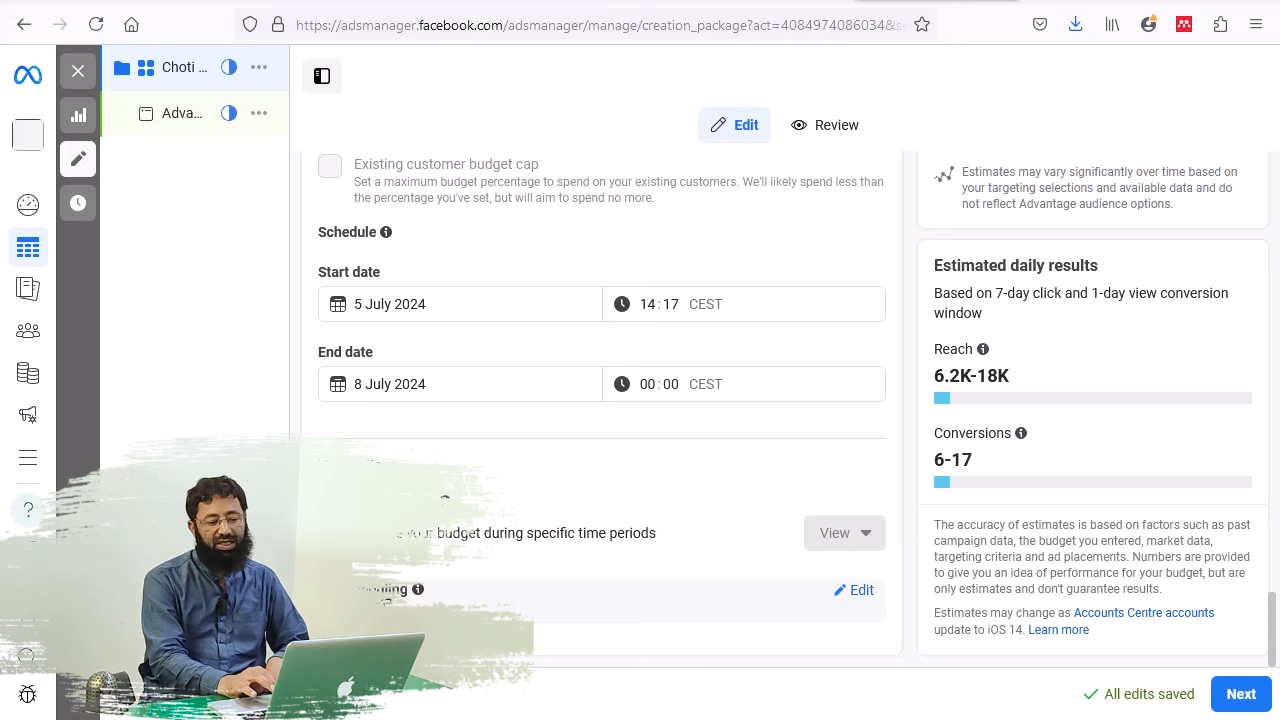 https://adsmanager.facebook.com/adsmanager/manage/creation_package?act=4084974086034&
Choti ...
Adva...
Edit
Review
Existing customer budget cap
Set a maximum budget percentage to spend on your existing customers. We'll likely spend less than
the percentage you've set, but will aim to spend no more.
Schedule
Start date
5 July 2024
14:17 CEST
End date
8 July 2024
00:00 CEST
your budget during specific time periods
View
Edit
Estimates may vary significantly over time based on
your targeting selections and available data and do
not reflect Advantage audience options.
Estimated daily results
Based on 7-day click and 1-day view conversion
window
Reach
6.2K-18K
Conversions
6-17
The accuracy of estimates is based on factors such as past
campaign data, the budget you entered, market data,
targeting criteria and ad placements. Numbers are provided
to give you an idea of performance for your budget, but are
only estimates and don't guarantee results.
Estimates may change as Accounts Centre accounts
update to iOS 14. Learn more
All edits saved
Next